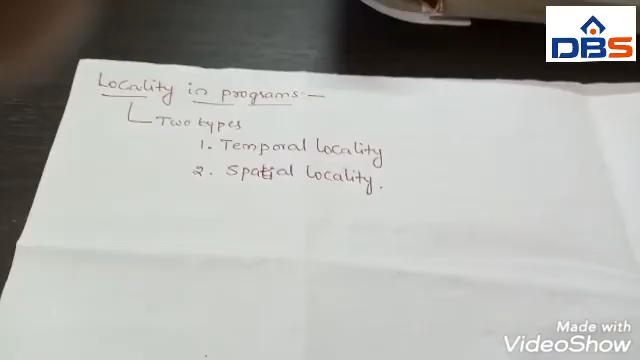 DBS
Locality in programs:-
Two types
1. Temporal locality
2. Spatial locality.
Made with
VideoShow